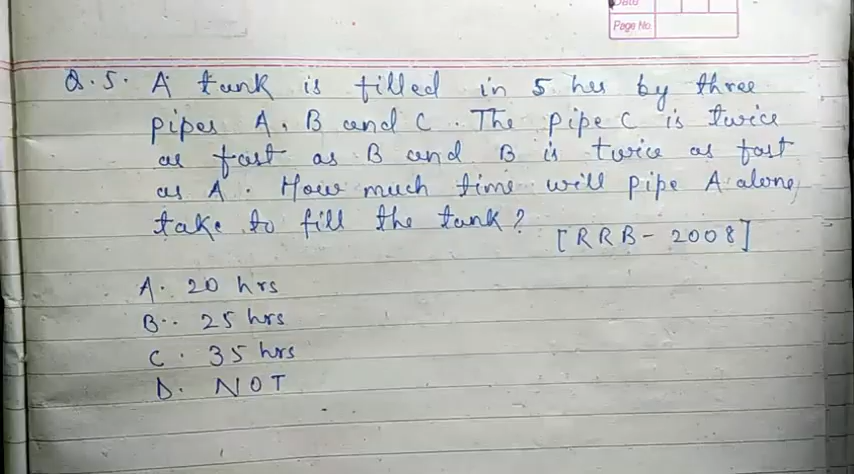 Date
Page No
Q.5. A tank is filled in 5 hrs by three
pipes A, B and C. The pipe C is twice
as fast as B and B is twice as fast
as A. How much time will pipe A alone
take to fill the tank?
[RRB-2008]
A. 20 hrs
B. 25 hrs
C. 35 hrs
D. NOT